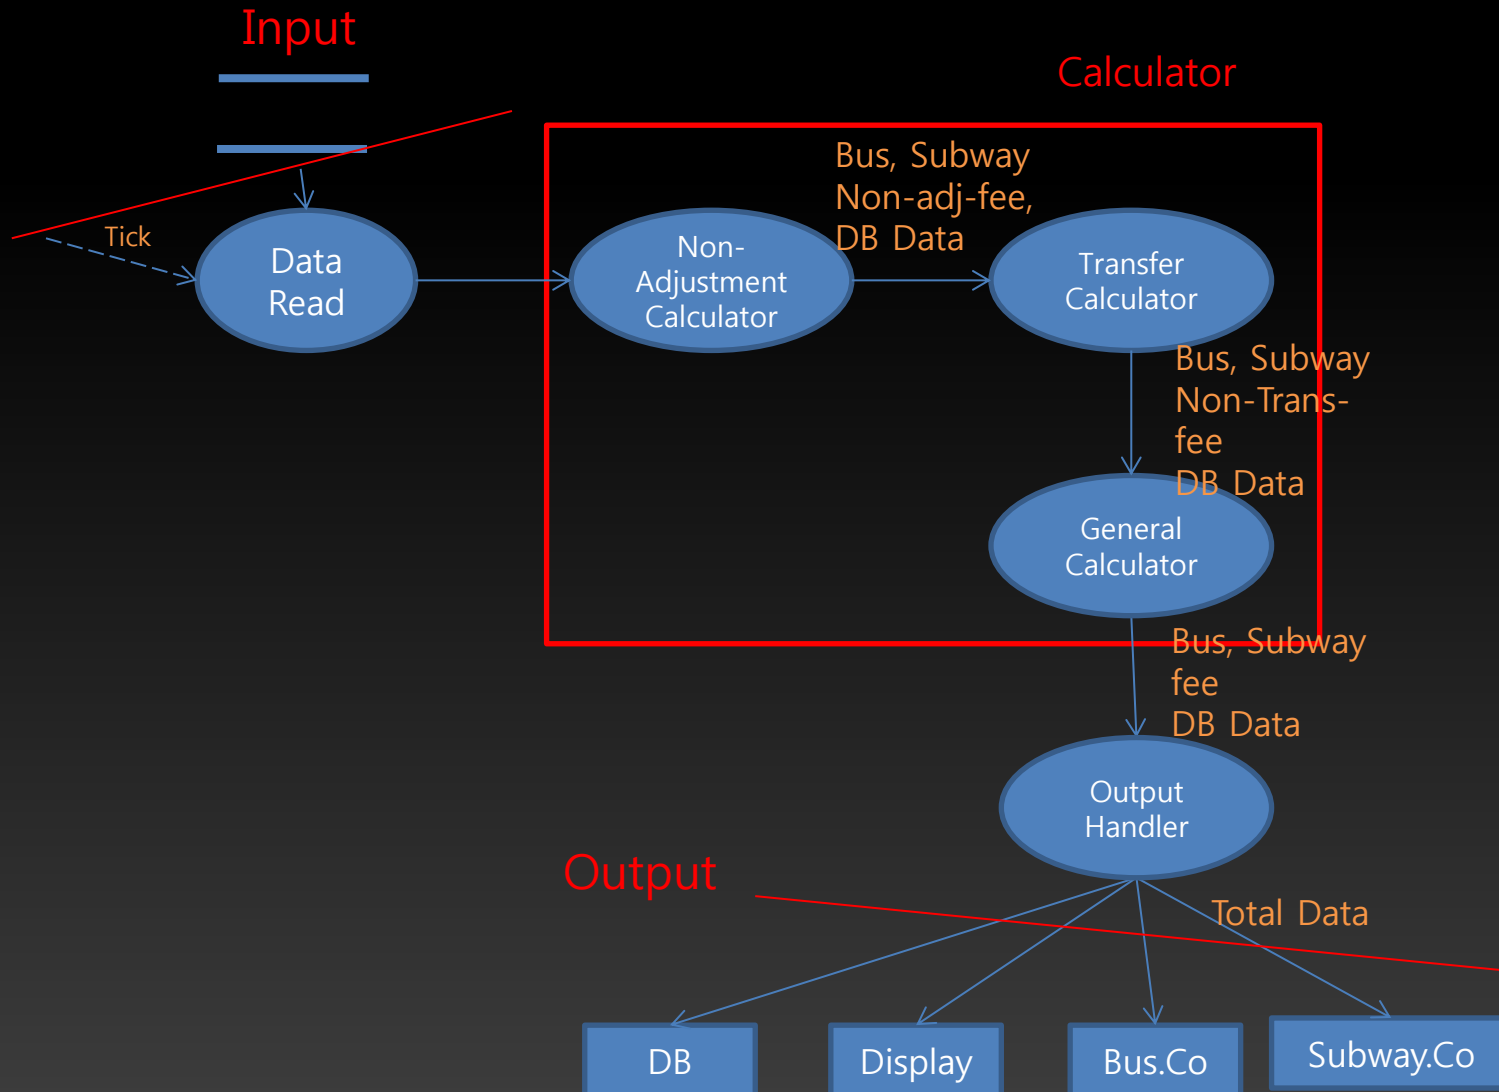 Input
Calculator
Bus, Subway
Non-adj-fee,
DB Data
Tick
Data
Read
Non-
Adjustment
Calculator
Transfer
Calculator
Bus, Subway
Non-Trans-
fee
DB Data
General
Calculator
Bus, Subway
fee
DB Data
Output
Handler
Output
Total Data
DB
Display
Bus.Co
Subway.Co